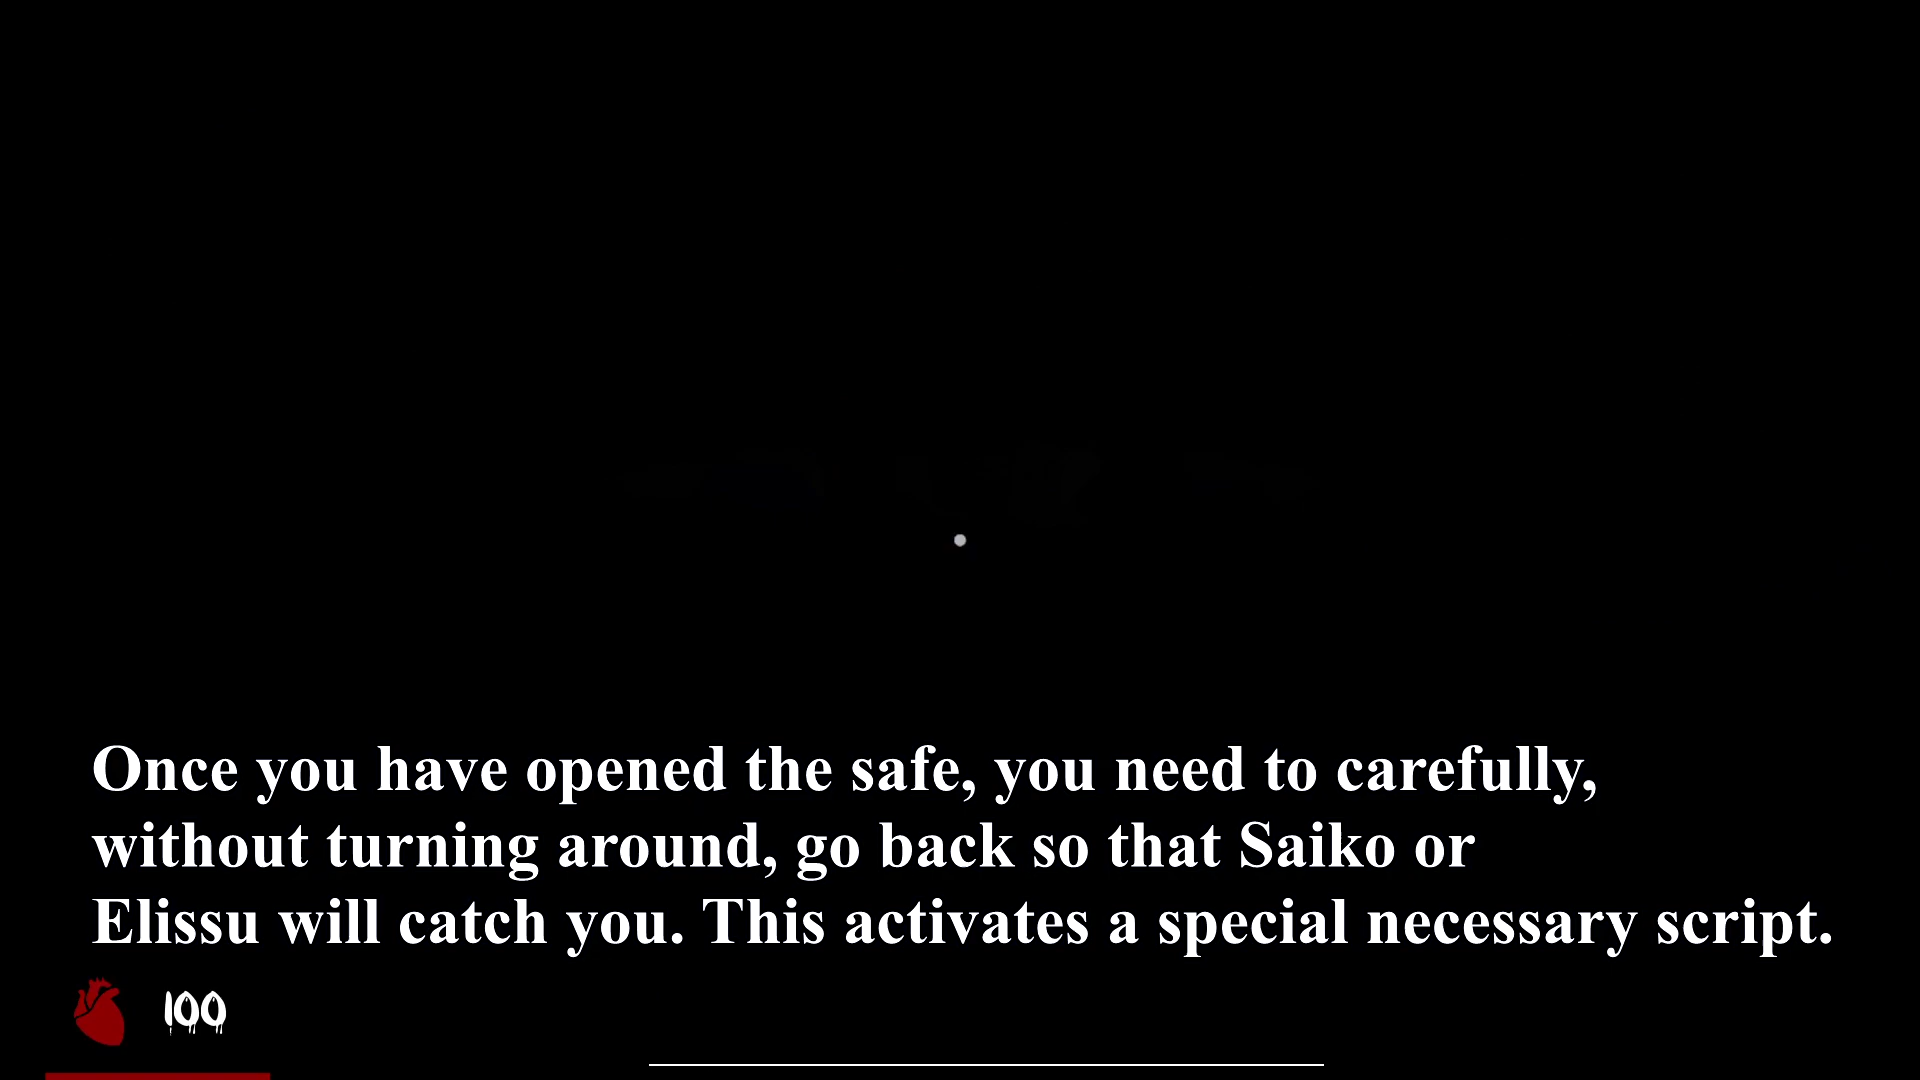 Once you have opened the safe, you need to carefully,
without turning around, go back so that Saiko or
Elissu will catch you. This activates a special necessary script.
100